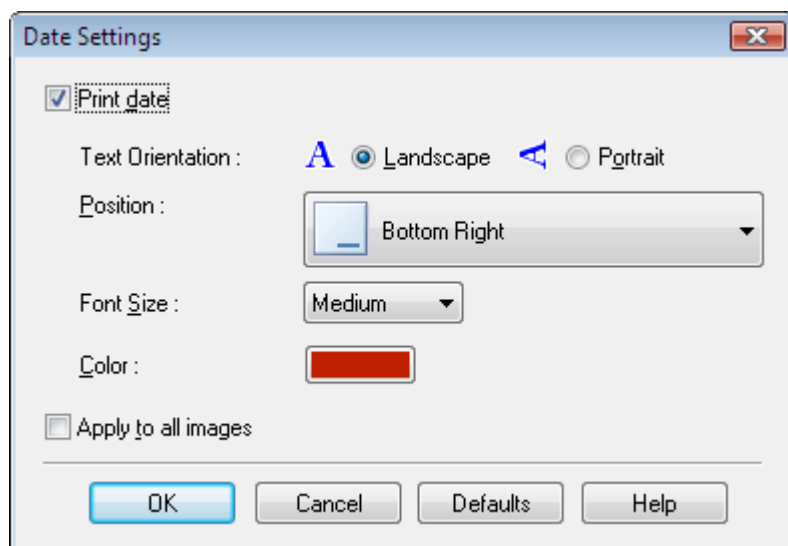 Date Settings
Print date
Text Orientation : A Landscape A Portrait
Position : Bottom Right
Font Size : Medium
Color :
Apply to all images
OK Cancel Defaults Help